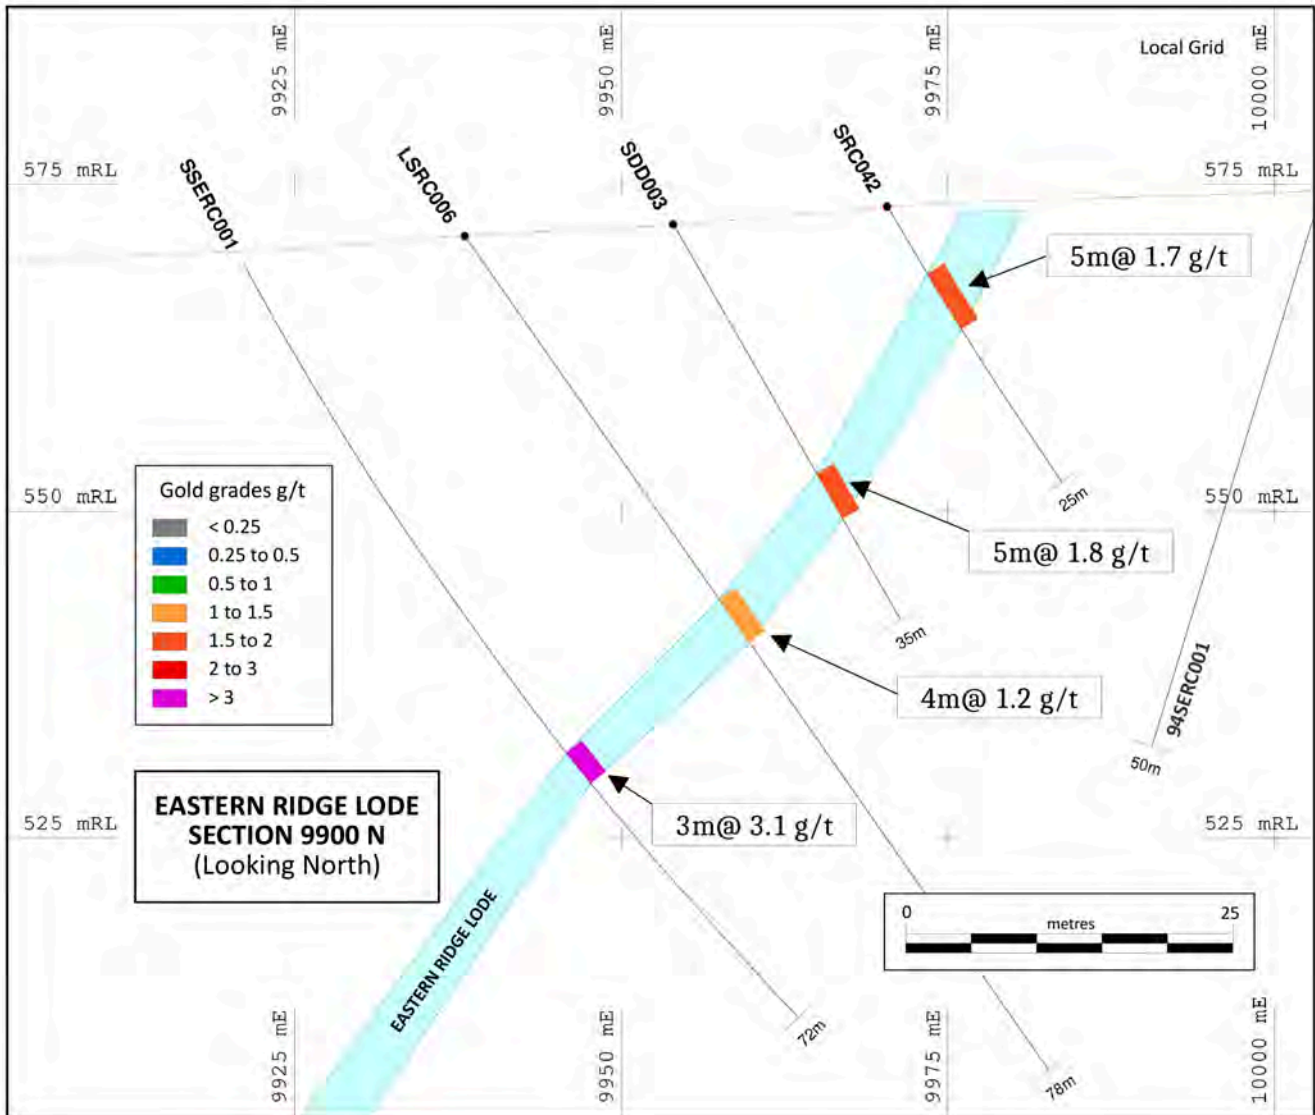 9925 mE
9950 mE
9975 mE
10000 mE
Local Grid
575 mRL
575 mRL
SSERC001
LSRC006
SDD003
SRC042
5m@ 1.7 g/t
550 mRL
550 mRL
25m
5m@ 1.8 g/t
35m
Gold grades g/t
< 0.25
0.25 to 0.5
0.5 to 1
1 to 1.5
1.5 to 2
2 to 3
> 3
4m@ 1.2 g/t
94SERC001
50m
EASTERN RIDGE LODE
SECTION 9900 N
(Looking North)
3m@ 3.1 g/t
525 mRL
525 mRL
EASTERN RIDGE LODE
0
metres
25
72m
78m
9925 mE
9950 mE
9975 mE
10000 mE